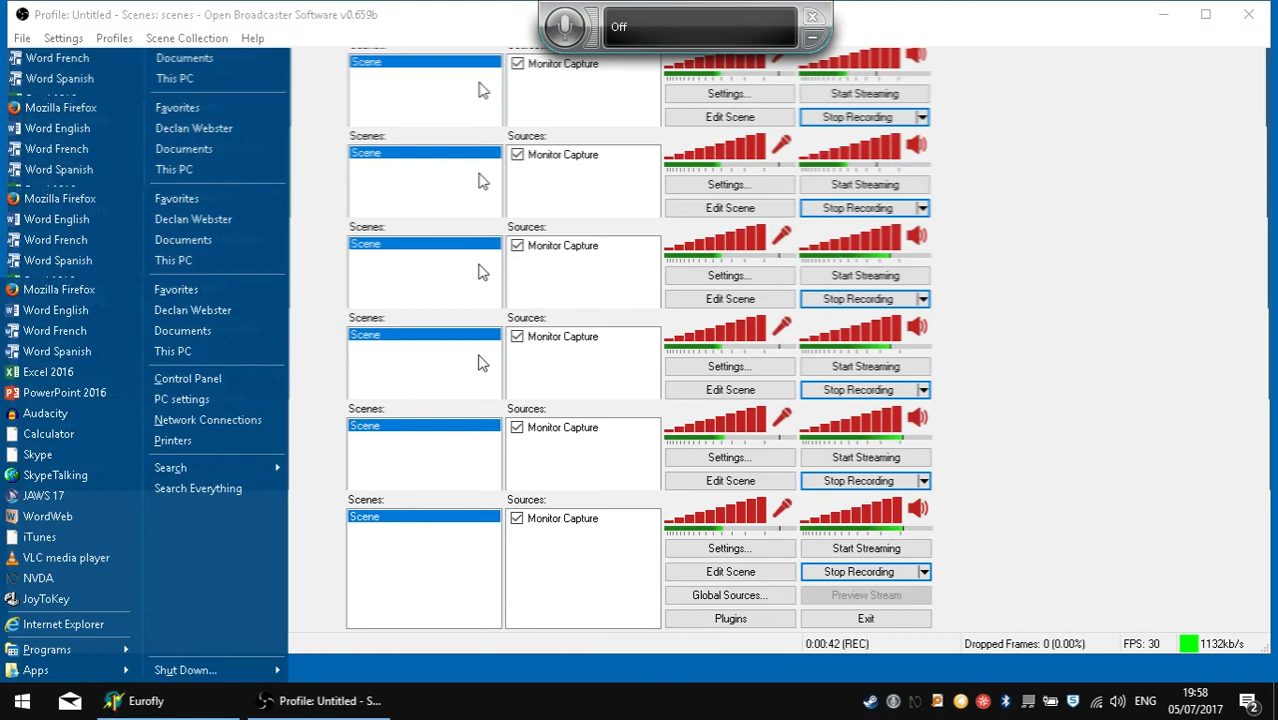 Profile: Untitled - Scenes: scenes - Open Broadcaster Software v0.659b
Off
File Settings Profiles Scene Collection Help
Word French
Word Spanish
Mozilla Firefox
Word English
Word French
Word Spanish
Mozilla Firefox
Word English
Word French
Word Spanish
Mozilla Firefox
Word English
Word French
Word Spanish
Excel 2016
PowerPoint 2016
Audacity
Calculator
Skype
SkypeTalking
JAWS 17
WordWeb
iTunes
VLC media player
NVDA
JoyToKey
Internet Explorer
Programs
Apps
Documents
This PC
Favorites
Declan Webster
Documents
This PC
Favorites
Declan Webster
Documents
This PC
Favorites
Declan Webster
Documents
This PC
Control Panel
PC settings
Network Connections
Printers
Search
Search Everything
Shut Down...
Scene
Monitor Capture
Settings... Start Streaming
Edit Scene Stop Recording
Scenes: Sources:
Scene
Monitor Capture
Settings... Start Streaming
Edit Scene Stop Recording
Scenes: Sources:
Scene
Monitor Capture
Settings... Start Streaming
Edit Scene Stop Recording
Scenes: Sources:
Scene
Monitor Capture
Settings... Start Streaming
Edit Scene Stop Recording
Scenes: Sources:
Scene
Monitor Capture
Settings... Start Streaming
Edit Scene Stop Recording
Scenes: Sources:
Scene
Monitor Capture
Settings... Start Streaming
Edit Scene Stop Recording
Global Sources... Preview Stream
Plugins Exit
0:00:42 (REC) Dropped Frames: 0 (0.00%) FPS: 30 1132kb/s
Eurofly
Profile: Untitled - S...
ENG
19:58
05/07/2017
2